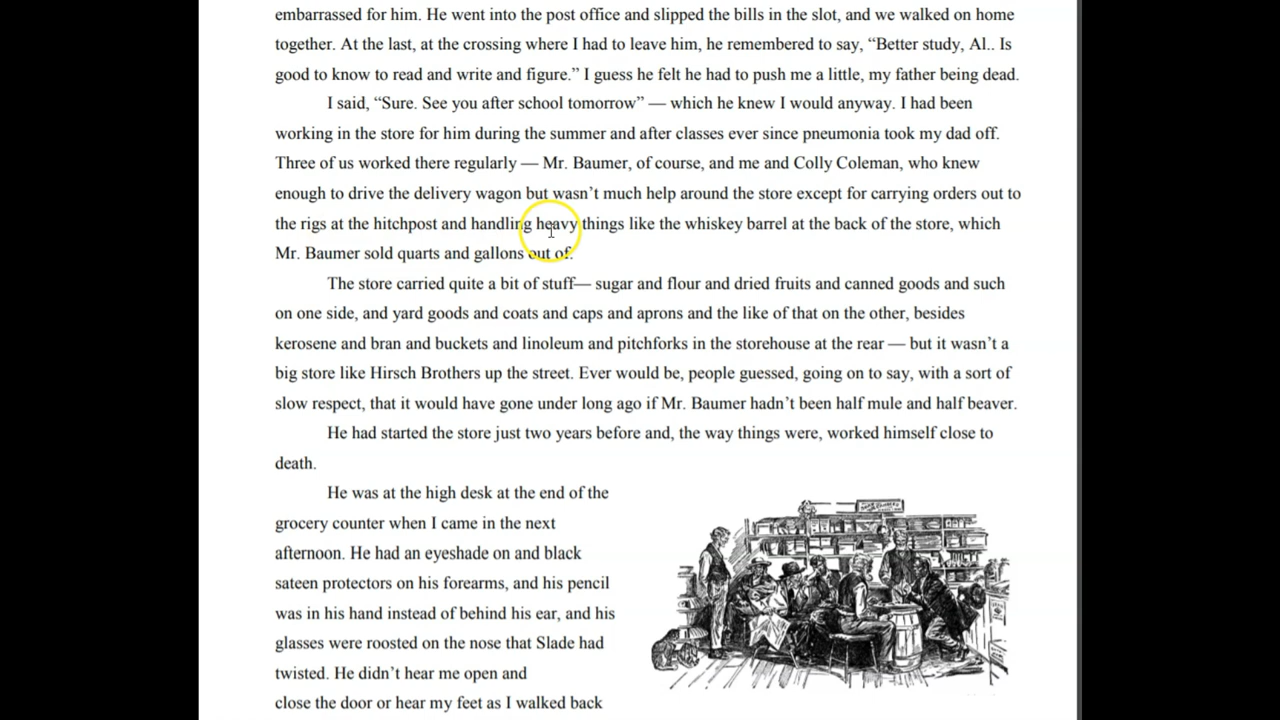 embarrassed for him. He went into the post office and slipped the bills in the slot, and we walked on home
together. At the last, at the crossing where I had to leave him, he remembered to say, “Better study, Al.. Is
good to know to read and write and figure.” I guess he felt he had to push me a little, my father being dead.
I said, “Sure. See you after school tomorrow” — which he knew I would anyway. I had been
working in the store for him during the summer and after classes ever since pneumonia took my dad off.
Three of us worked there regularly — Mr. Baumer, of course, and me and Colly Coleman, who knew
enough to drive the delivery wagon but wasn’t much help around the store except for carrying orders out to
the rigs at the hitchpost and handling heavy things like the whiskey barrel at the back of the store, which
Mr. Baumer sold quarts and gallons out of.
The store carried quite a bit of stuff— sugar and flour and dried fruits and canned goods and such
on one side, and yard goods and coats and caps and aprons and the like of that on the other, besides
kerosene and bran and buckets and linoleum and pitchforks in the storehouse at the rear — but it wasn’t a
big store like Hirsch Brothers up the street. Ever would be, people guessed, going on to say, with a sort of
slow respect, that it would have gone under long ago if Mr. Baumer hadn’t been half mule and half beaver.
He had started the store just two years before and, the way things were, worked himself close to
death.
He was at the high desk at the end of the
grocery counter when I came in the next
afternoon. He had an eyeshade on and black
sateen protectors on his forearms, and his pencil
was in his hand instead of behind his ear, and his
glasses were roosted on the nose that Slade had
twisted. He didn’t hear me open and
close the door or hear my feet as I walked back